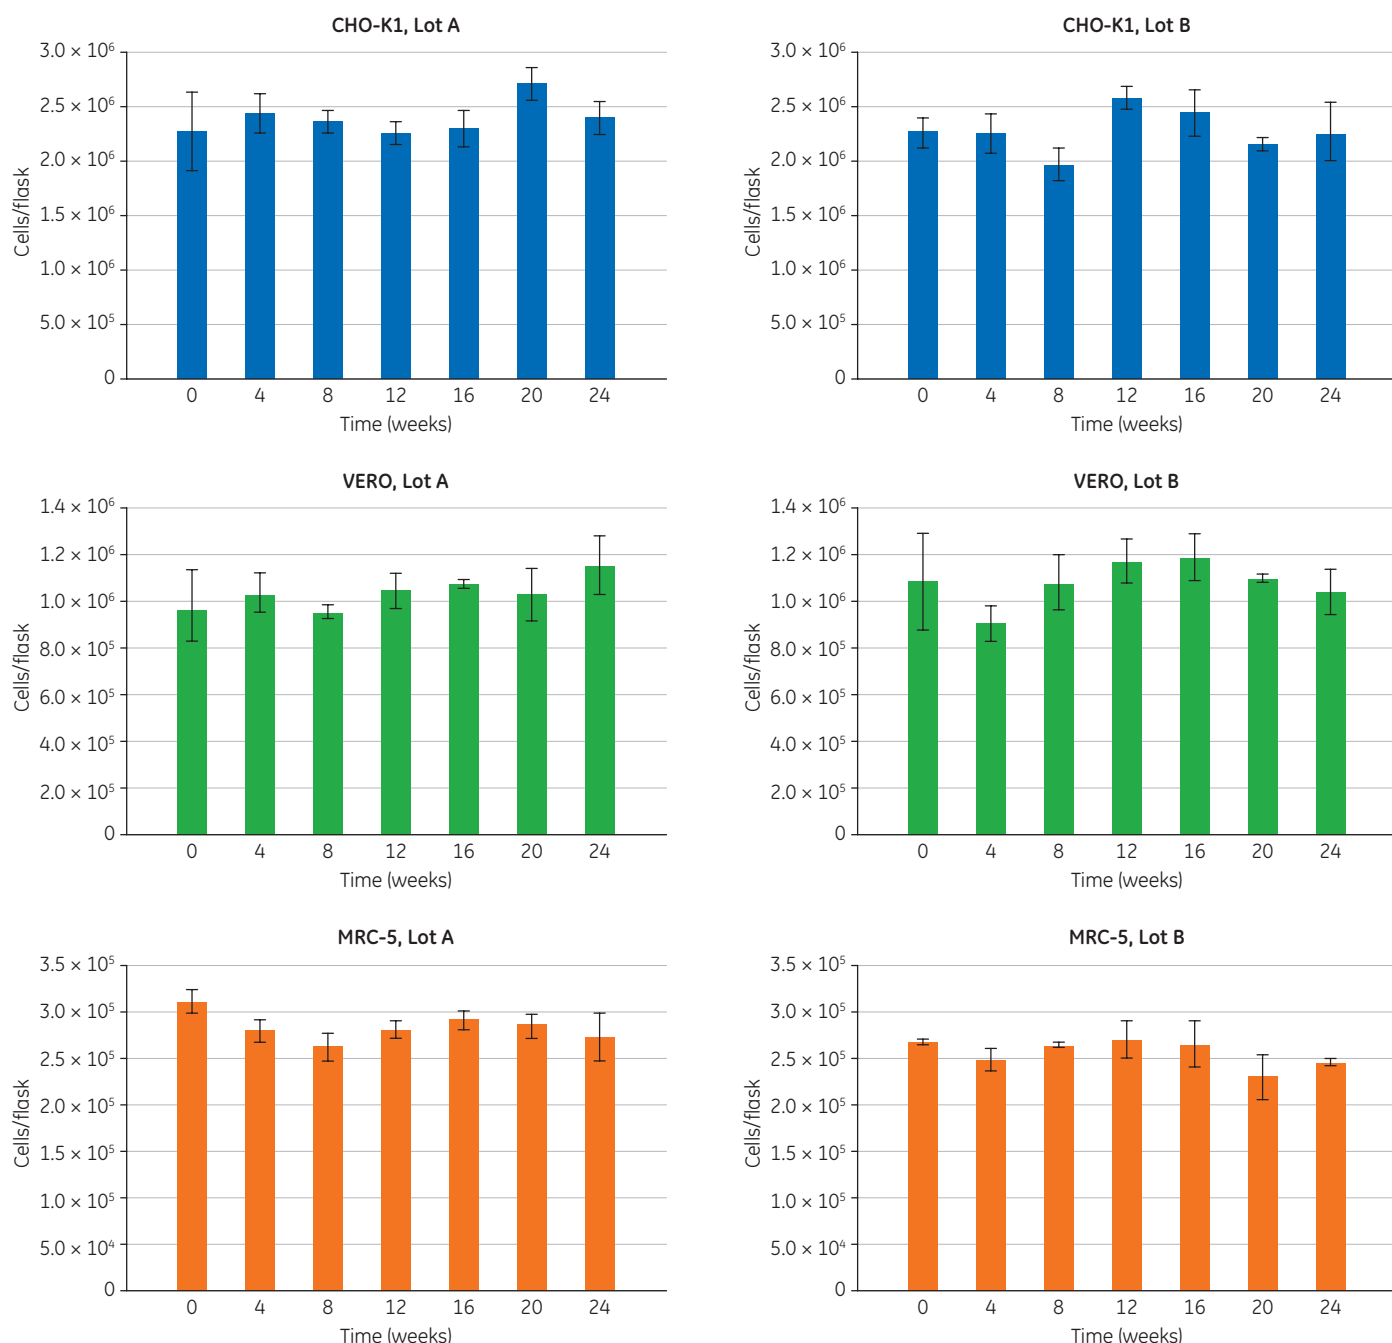 CHO-K1, Lot A
3.0 × 10⁶
2.5 × 10⁶
2.0 × 10⁶
1.5 × 10⁶
1.0 × 10⁶
5.0 × 10⁵
0
Cells/flask
0 4 8 12 16 20 24
Time (weeks)
CHO-K1, Lot B
3.0 × 10⁶
2.5 × 10⁶
2.0 × 10⁶
1.5 × 10⁶
1.0 × 10⁶
5.0 × 10⁵
0
Cells/flask
0 4 8 12 16 20 24
Time (weeks)
VERO, Lot A
1.4 × 10⁶
1.2 × 10⁶
1.0 × 10⁶
8.0 × 10⁵
6.0 × 10⁵
4.0 × 10⁵
2.0 × 10⁵
0
Cells/flask
0 4 8 12 16 20 24
Time (weeks)
VERO, Lot B
1.4 × 10⁶
1.2 × 10⁶
1.0 × 10⁶
8.0 × 10⁵
6.0 × 10⁵
4.0 × 10⁵
2.0 × 10⁵
0
Cells/flask
0 4 8 12 16 20 24
Time (weeks)
MRC-5, Lot A
3.5 × 10⁵
3.0 × 10⁵
2.5 × 10⁵
2.0 × 10⁵
1.5 × 10⁵
1.0 × 10⁵
5.0 × 10⁴
0
Cells/flask
0 4 8 12 16 20 24
Time (weeks)
MRC-5, Lot B
3.5 × 10⁵
3.0 × 10⁵
2.5 × 10⁵
2.0 × 10⁵
1.5 × 10⁵
1.0 × 10⁵
5.0 × 10⁴
0
Cells/flask
0 4 8 12 16 20 24
Time (weeks)